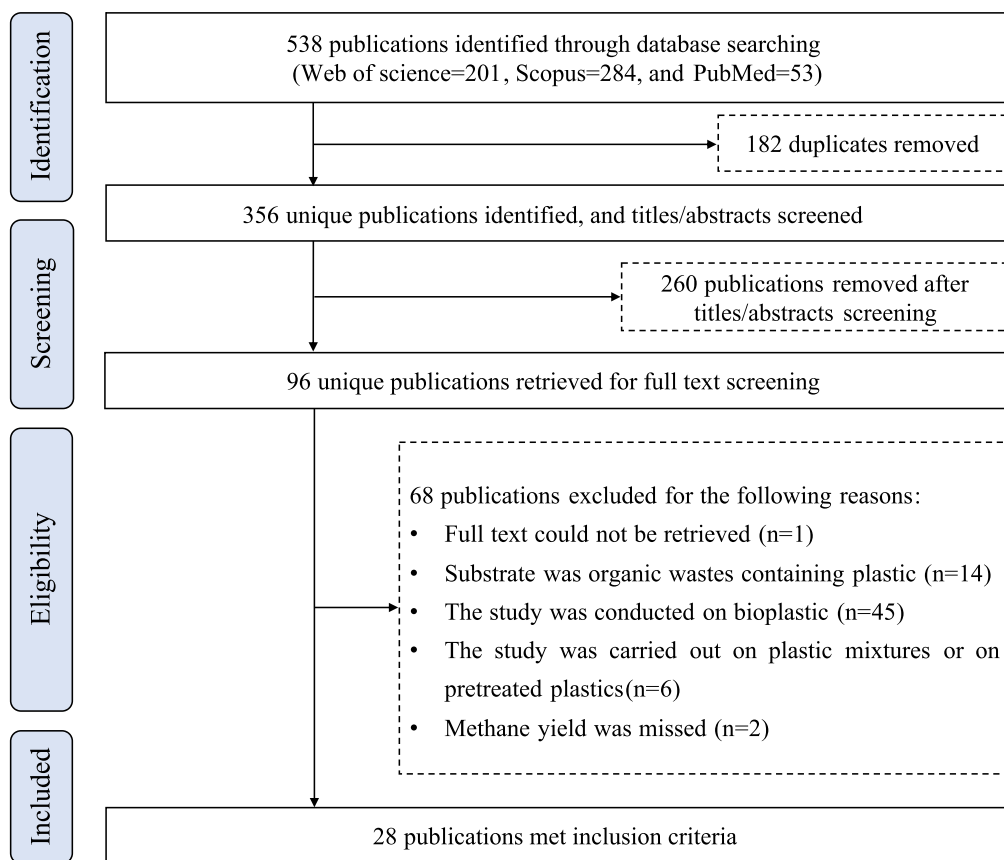 Identification
538 publications identified through database searching
(Web of science=201, Scopus=284, and PubMed=53)
182 duplicates removed
356 unique publications identified, and titles/abstracts screened
Screening
260 publications removed after
titles/abstracts screening
96 unique publications retrieved for full text screening
Eligibility
68 publications excluded for the following reasons:
• Full text could not be retrieved (n=1)
• Substrate was organic wastes containing plastic (n=14)
• The study was conducted on bioplastic (n=45)
• The study was carried out on plastic mixtures or on
pretreated plastics(n=6)
• Methane yield was missed (n=2)
Included
28 publications met inclusion criteria